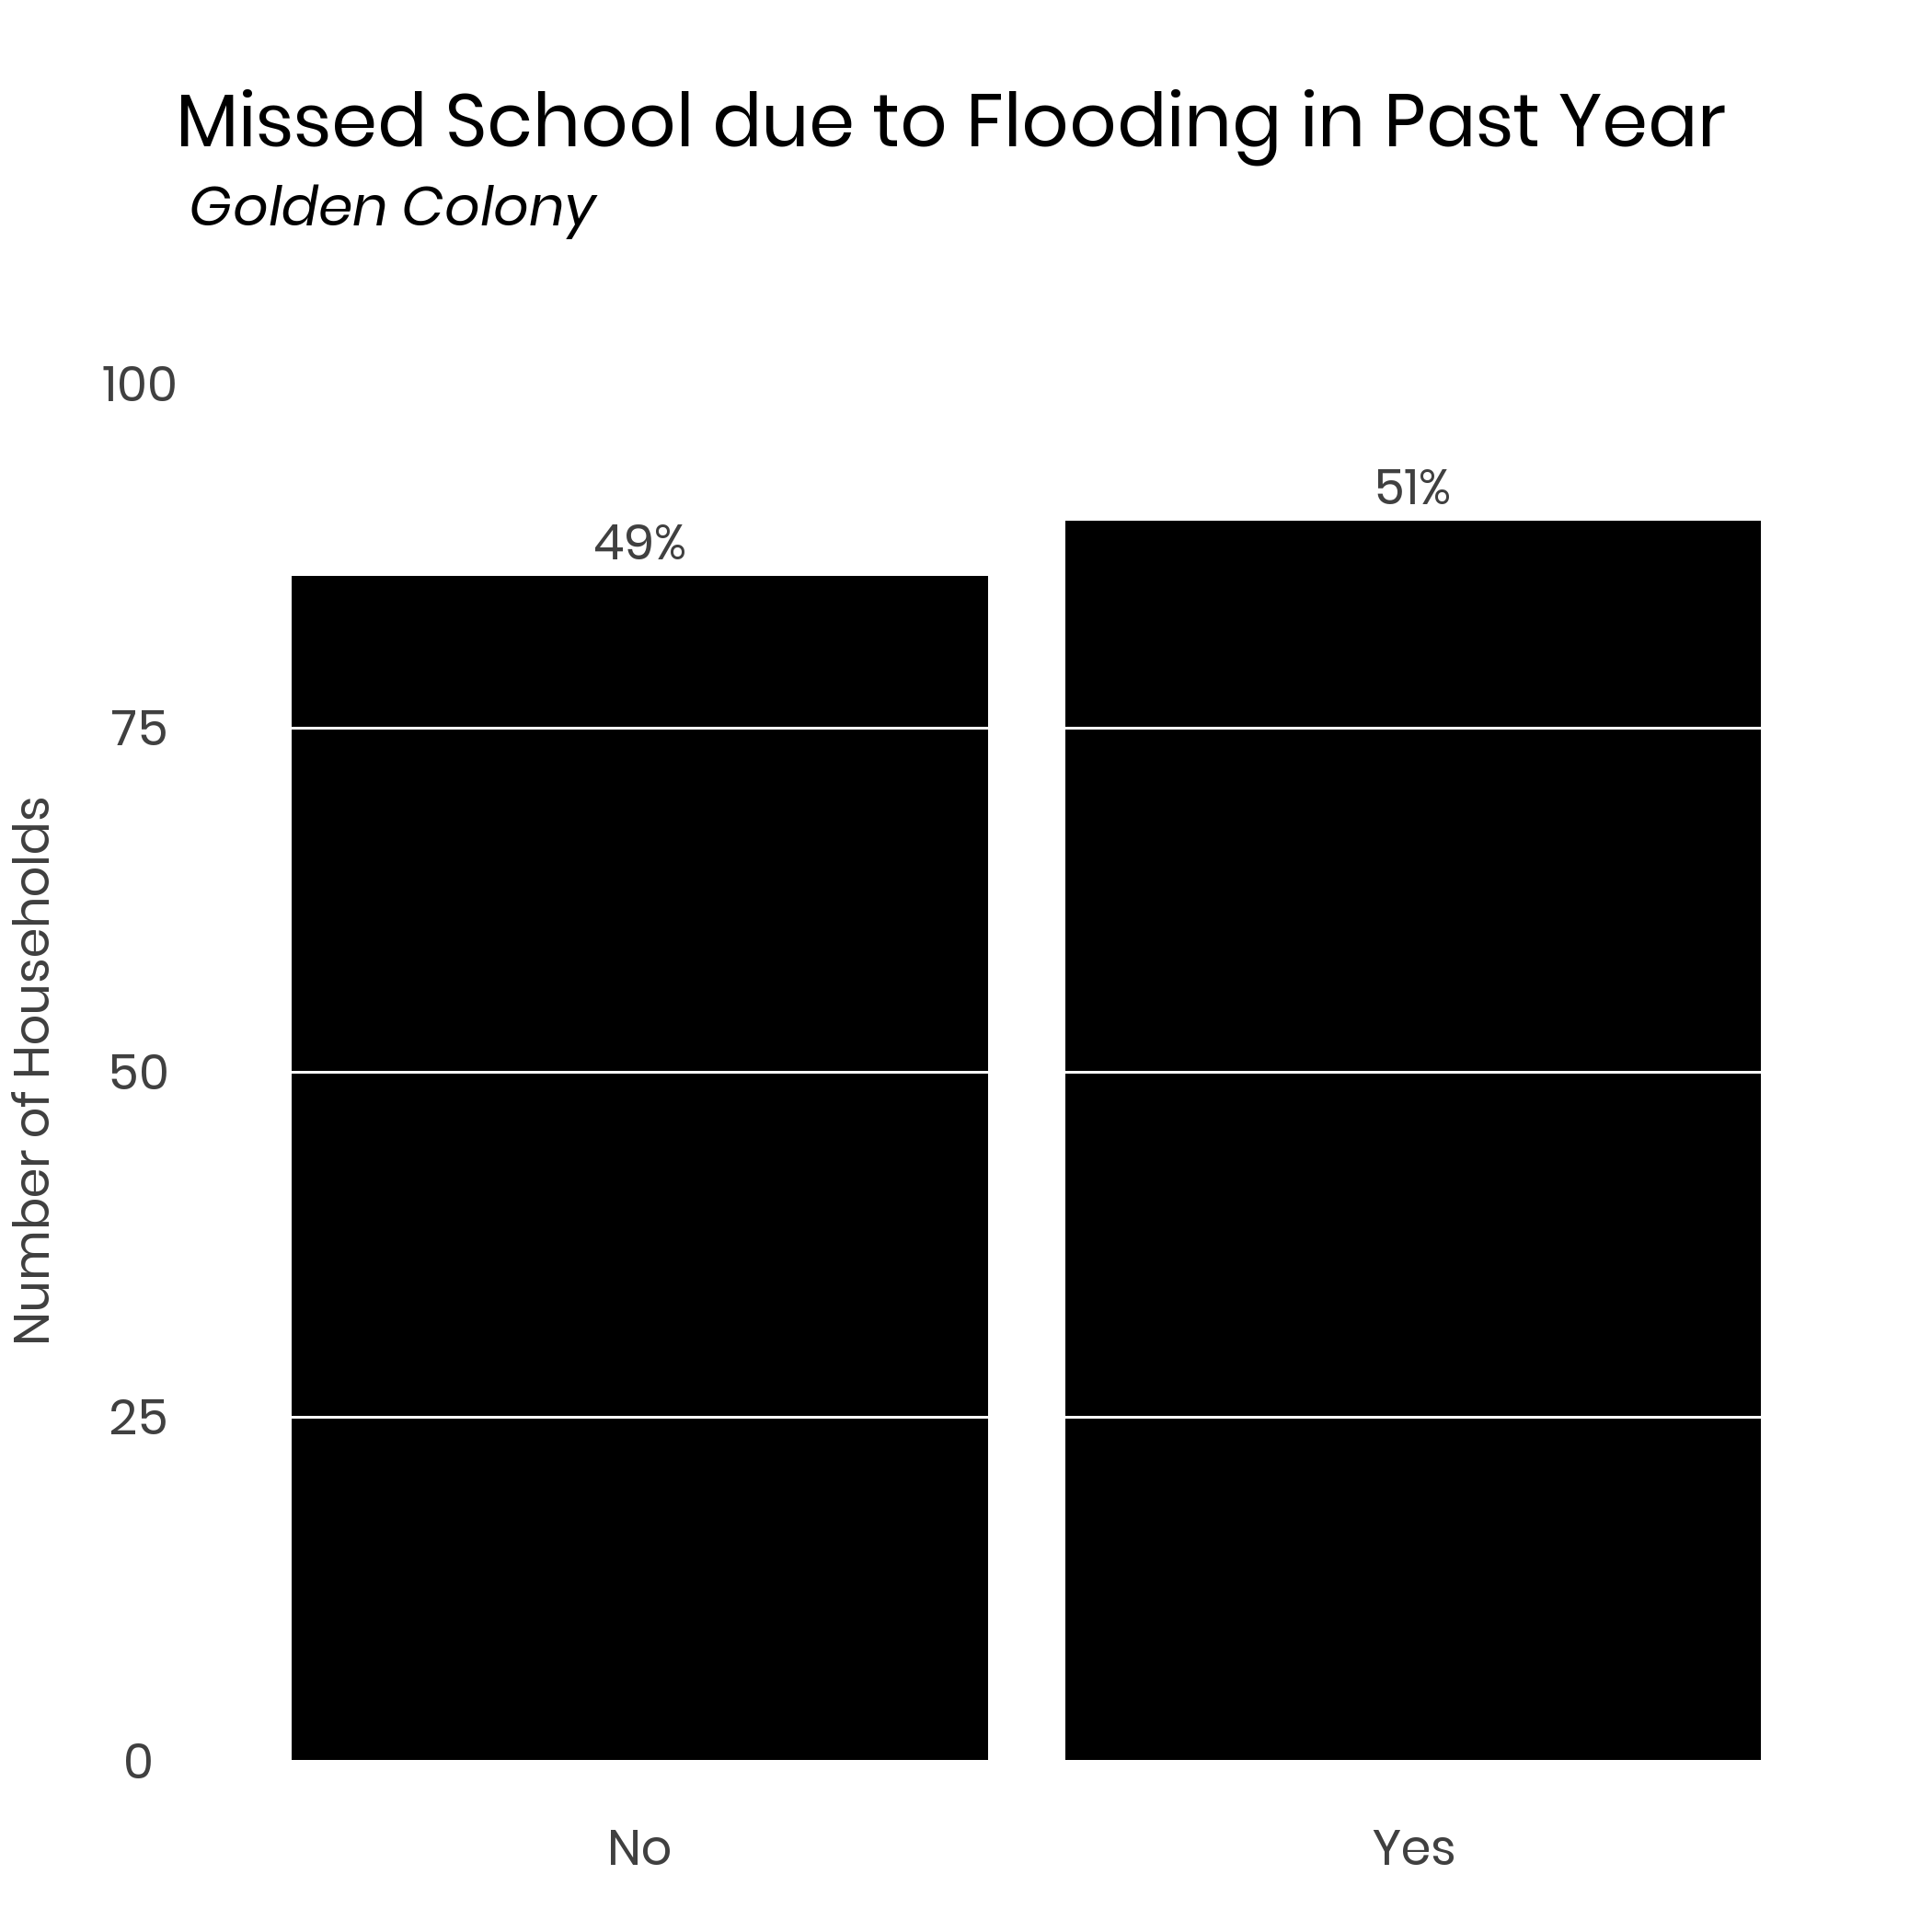 Missed School due to Flooding in Past Year
Golden Colony
Number of Households
100
75
50
25
0
49%
51%
No
Yes